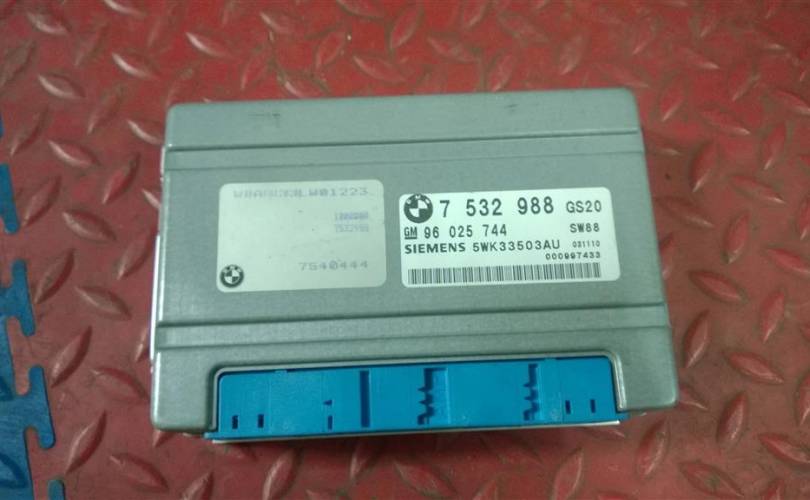 7540444
7 532 988 GS20
GM 96 025 744 SW88
SIEMENS 5WK33503AU 031110
000997433